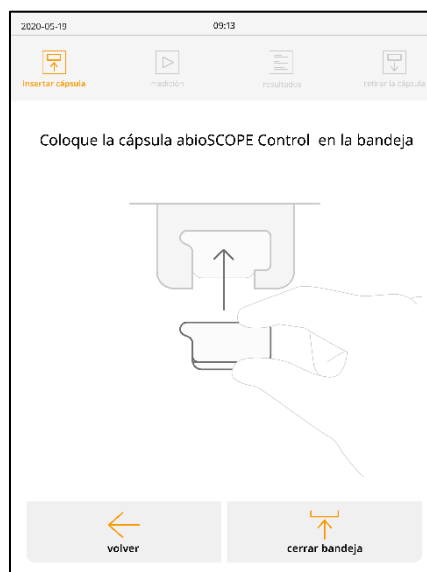 2020-05-19 09:13
insertar cápsula medición resultados retirar la cápsula
Coloque la cápsula abioSCOPE Control en la bandeja
volver cerrar bandeja